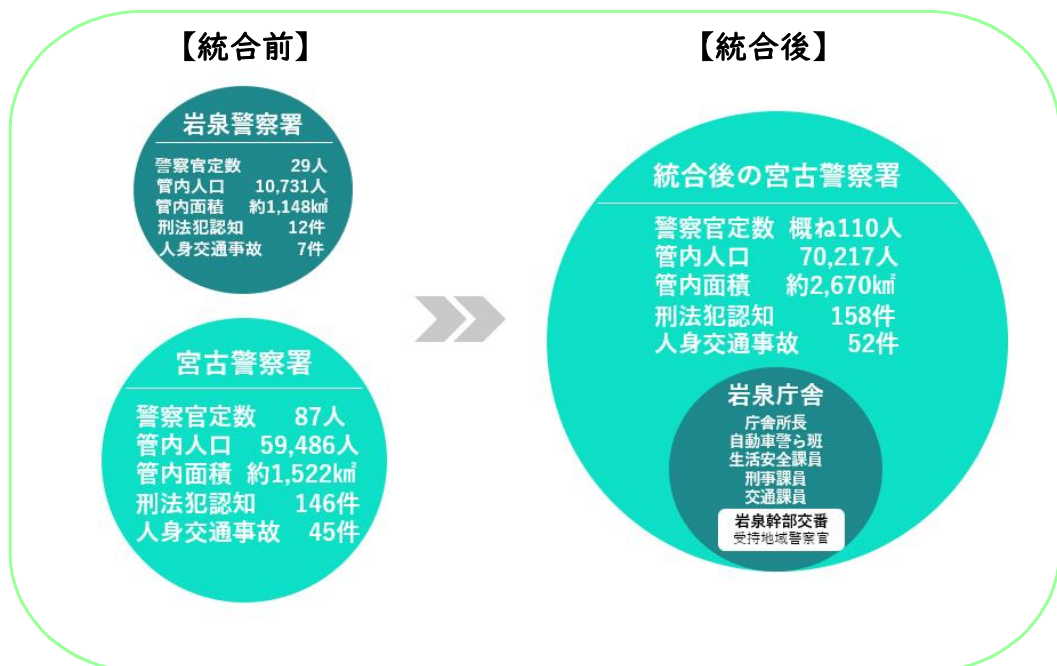 【統合前】
岩泉警察署
警察官定数 29人
管内人口 10,731人
管内面積 約1,148㎢
刑法犯認知 12件
人身交通事故 7件
宮古警察署
警察官定数 87人
管内人口 59,486人
管内面積 約1,522㎢
刑法犯認知 146件
人身交通事故 45件
【統合後】
統合後の宮古警察署
警察官定数 概ね110人
管内人口 70,217人
管内面積 約2,670㎢
刑法犯認知 158件
人身交通事故 52件
岩泉庁舎
庁舎所長
自動車警ら班
生活安全課員
刑事課員
交通課員
岩泉幹部交番
受持地域警察官